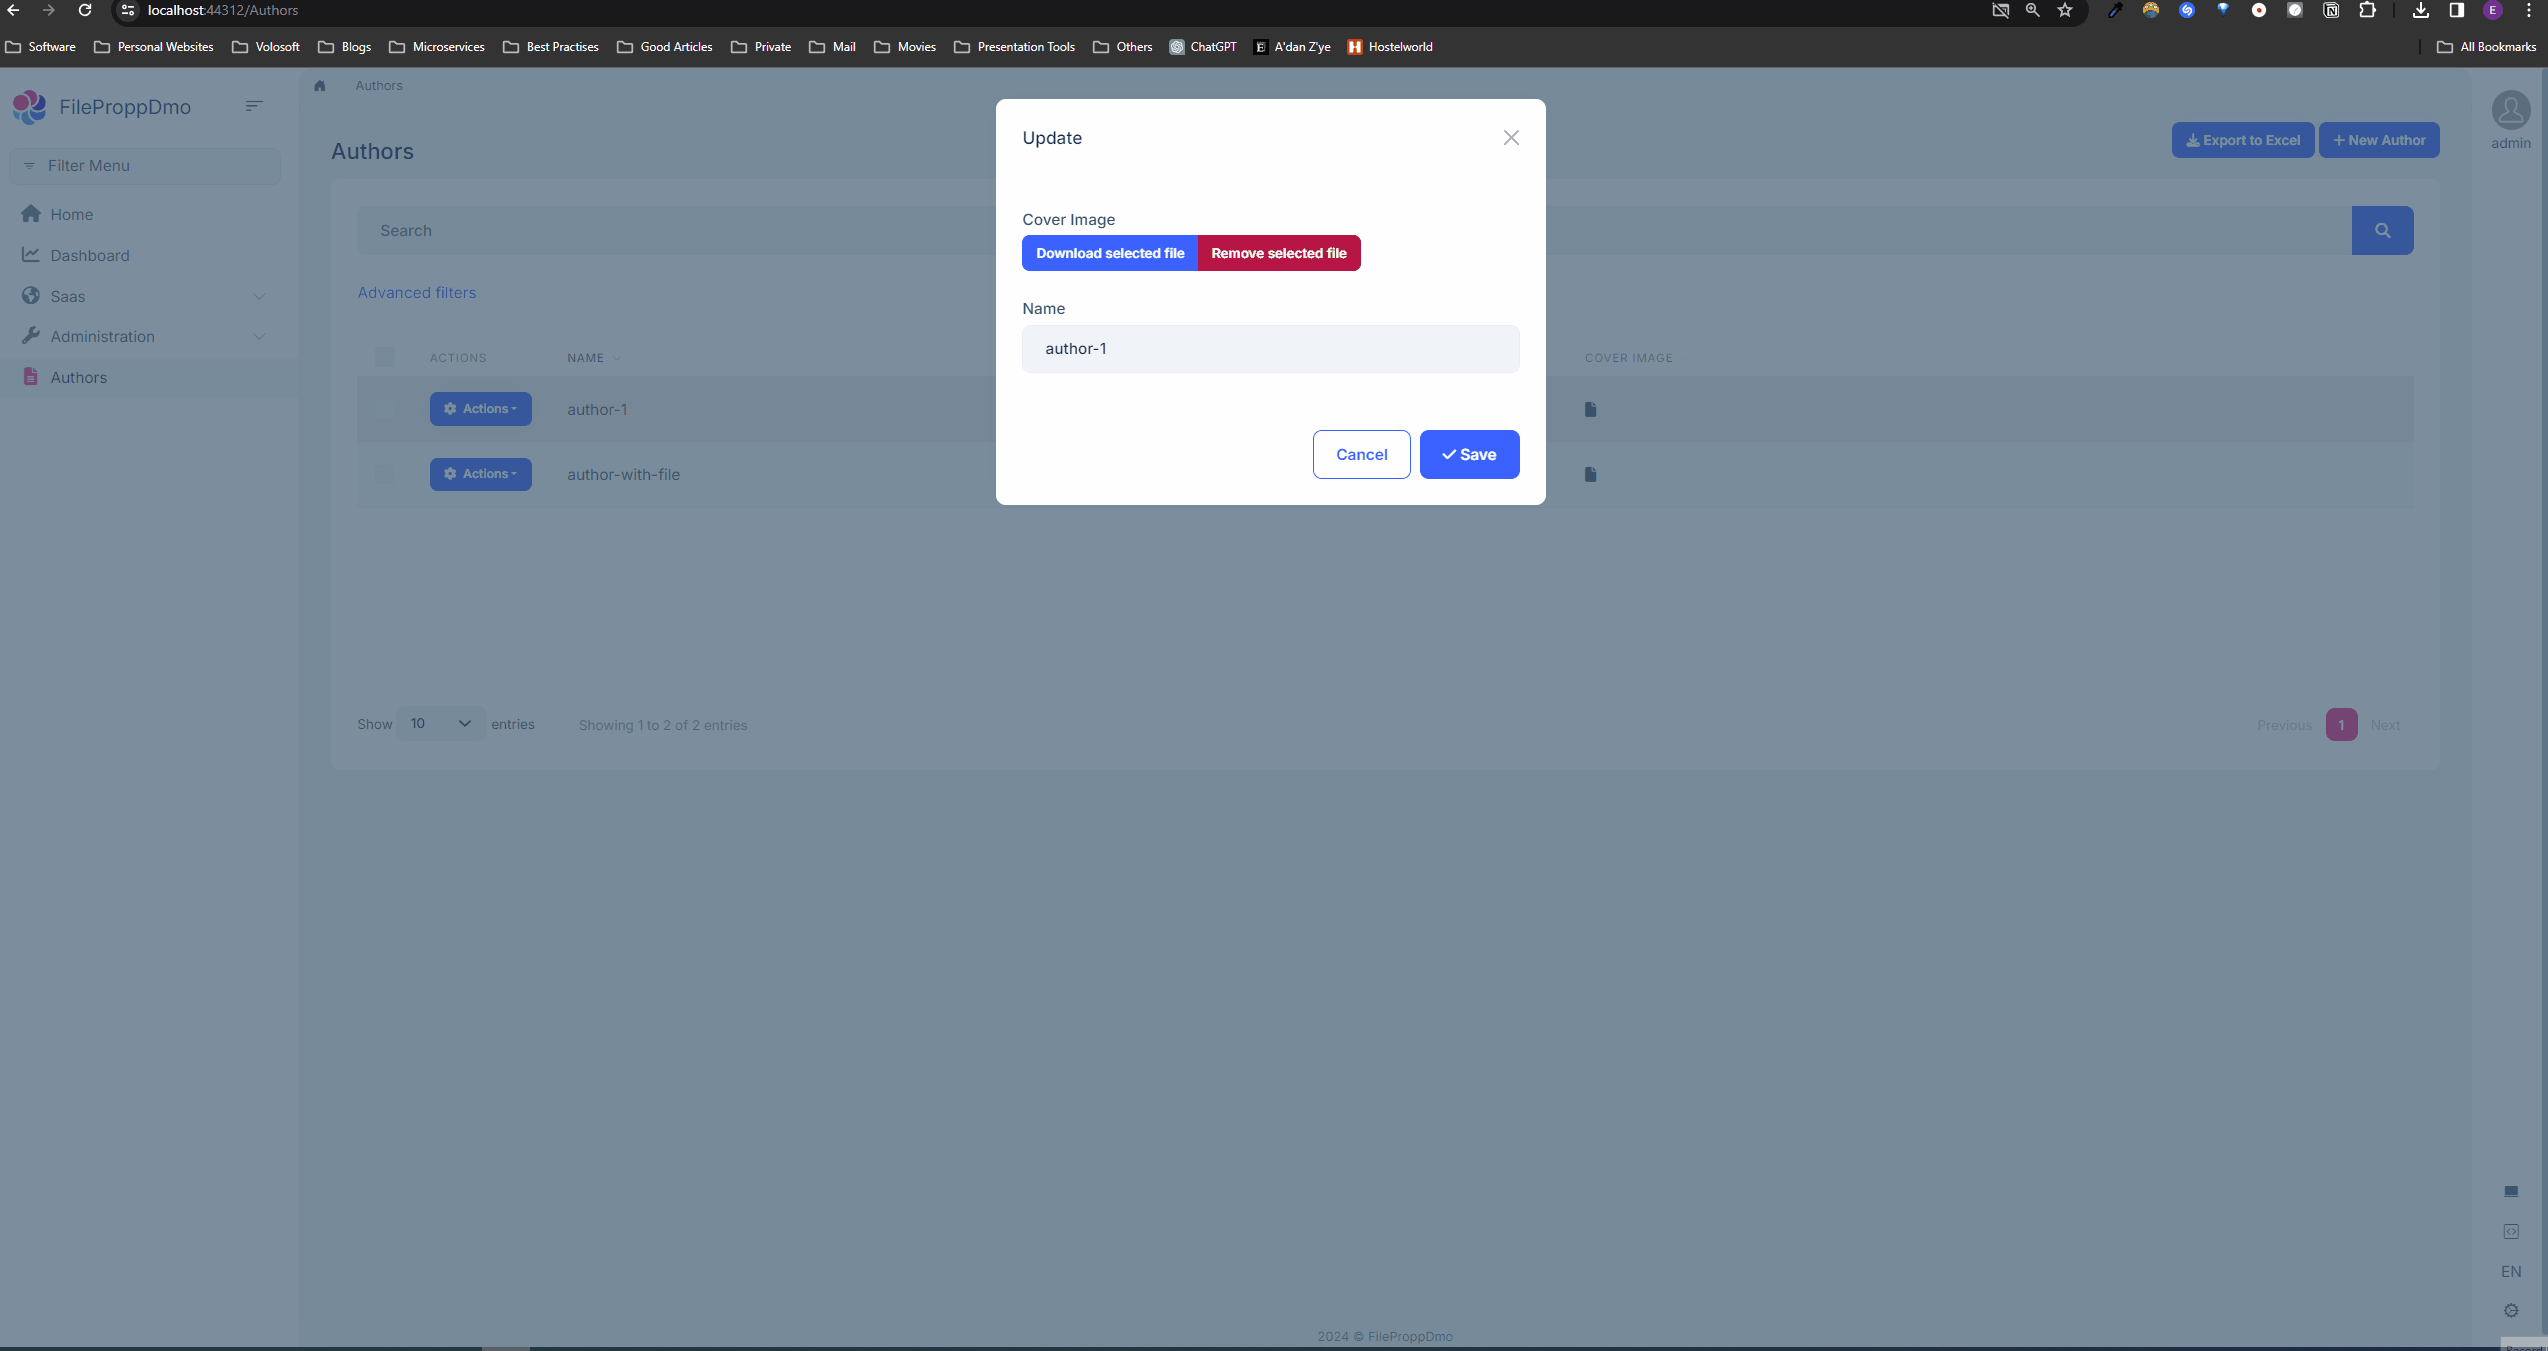 localhost:44312/Authors
E
Software Personal Websites Volosoft Blogs Microservices Best Practises Good Articles Private Mail Movies Presentation Tools Others ChatGPT A'dan Z'ye Hostelworld All Bookmarks
FileProppDmo
Filter Menu
Home
Dashboard
Saas
Administration
Authors
Authors
Authors
Export to Excel + New Author
admin
Search
Advanced filters
ACTIONS NAME COVER IMAGE
Actions author-1
Actions author-with-file
Show 10 entries Showing 1 to 2 of 2 entries
Previous 1 Next
Update
Cover Image
Download selected file Remove selected file
Name
author-1
Cancel Save
EN
2024 © FileProppDmo